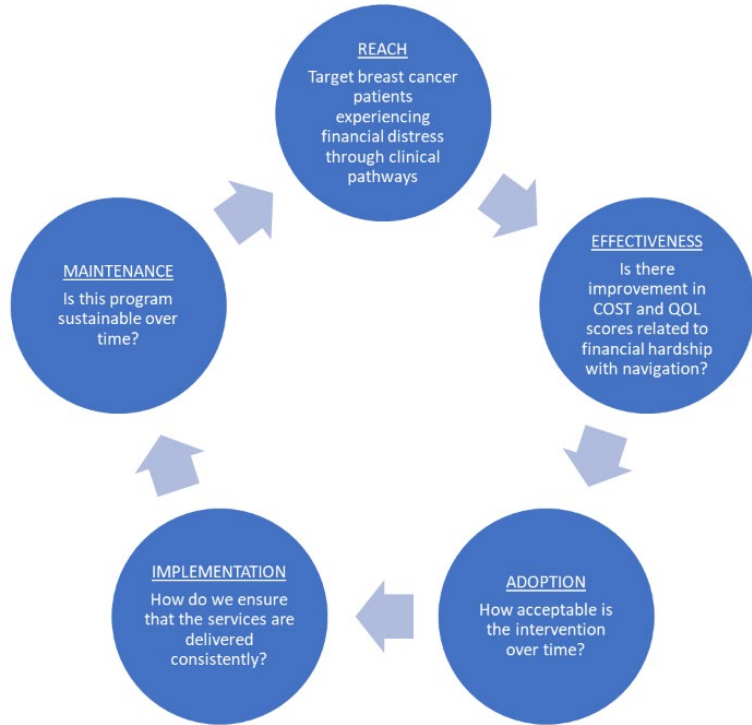 REACH
Target breast cancer
patients
experiencing
financial distress
through clinical
pathways
EFFECTIVENESS
Is there
improvement in
COST and QOL
scores related to
financial hardship
with navigation?
ADOPTION
How acceptable is
the intervention
over time?
IMPLEMENTATION
How do we ensure
that the services are
delivered
consistently?
MAINTENANCE
Is this program
sustainable over
time?